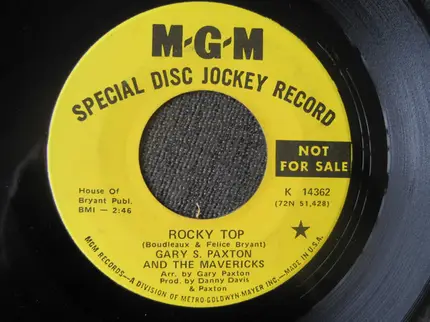 M-G-M
SPECIAL DISC JOCKEY RECORD
NOT
FOR SALE
House Of
Bryant Publ.
BMI - 2:46
K 14362
(72N 51,428)
ROCKY TOP
(Boudleaux & Felice Bryant)
GARY S. PAXTON
AND THE MAVERICKS
Arr. by Gary Paxton
Prod. by Danny Davis
& Paxton
MGM RECORDS—A DIVISION OF METRO-GOLDWYN-MAYER INC.—MADE IN U.S.A.